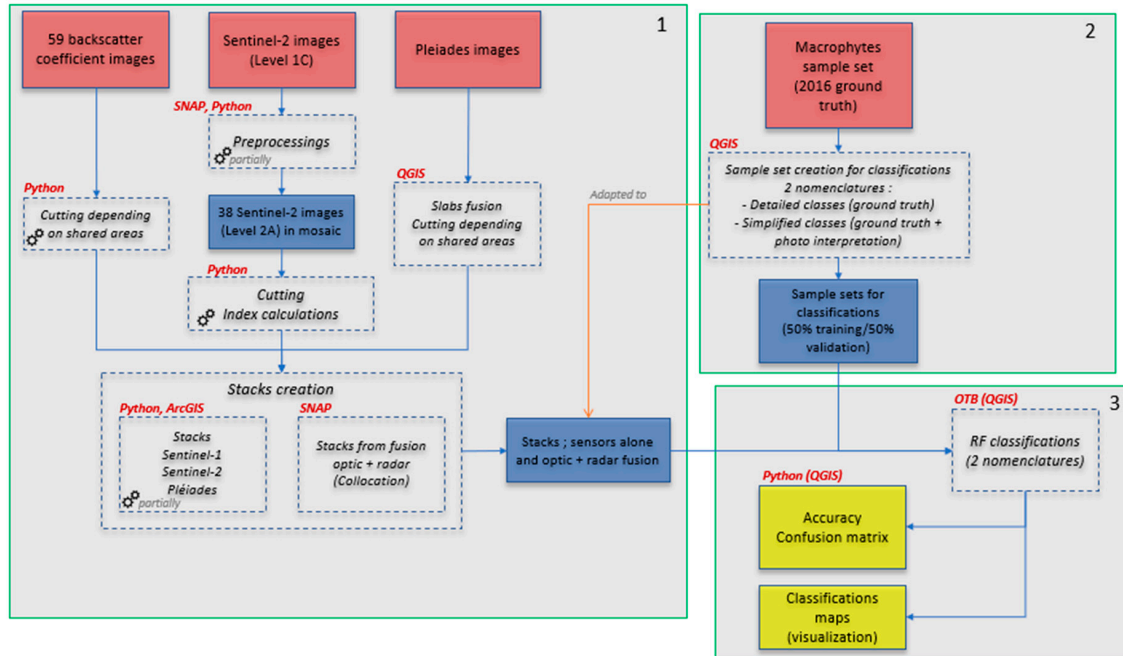 1
59 backscatter
coefficient images
Sentinel-2 images
(Level 1C)
Pleiades images
SNAP, Python
Preprocessings
partially
Python
Cutting depending
on shared areas
38 Sentinel-2 images
(Level 2A) in mosaic
QGIS
Slabs fusion
Cutting depending
on shared areas
Python
Cutting
Index calculations
Stacks creation
Python, ArcGIS
Stacks
Sentinel-1
Sentinel-2
Pléiades
partially
SNAP
Stacks from fusion
optic + radar
(Collocation)
Stacks ; sensors alone
and optic + radar fusion
Adapted to
2
Macrophytes
sample set
(2016 ground
truth)
QGIS
Sample set creation for classifications
2 nomenclatures :
- Detailed classes (ground truth)
- Simplified classes (ground truth +
photo interpretation)
Sample sets for
classifications
(50% training/50%
validation)
3
OTB (QGIS)
RF classifications
(2 nomenclatures)
Python (QGIS)
Accuracy
Confusion matrix
Classifications
maps
(visualization)